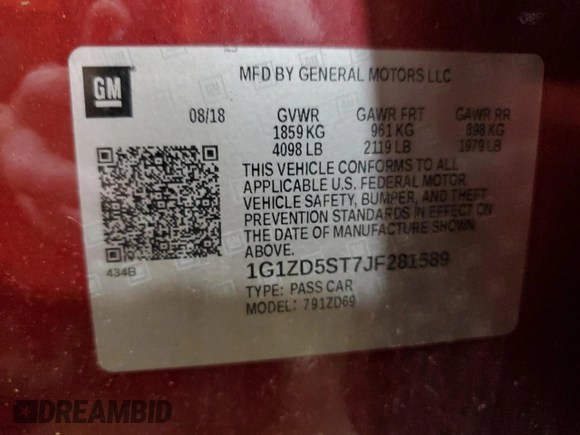 GM
MFD BY GENERAL MOTORS LLC
08/18 GVWR GAWR FRT GAWR RR
1859 KG 961 KG 898 KG
4098 LB 2119 LB 1979 LB
THIS VEHICLE CONFORMS TO ALL
APPLICABLE U.S. FEDERAL MOTOR
VEHICLE SAFETY, BUMPER, AND THEFT
PREVENTION STANDARDS IN EFFECT ON
THE DATE OF MANUFACTURE SHOWN
ABOVE.
434B
1G1ZD5ST7JF281589
TYPE: PASS CAR
MODEL: 791ZD69
DREAMBID